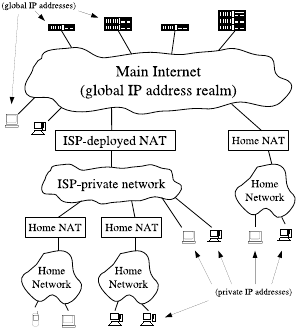 (global IP addresses)
Main Internet
(global IP address realm)
ISP-deployed NAT
Home NAT
ISP-private network
Home
Network
Home NAT
Home NAT
Home
Network
Home
Network
(private IP addresses)